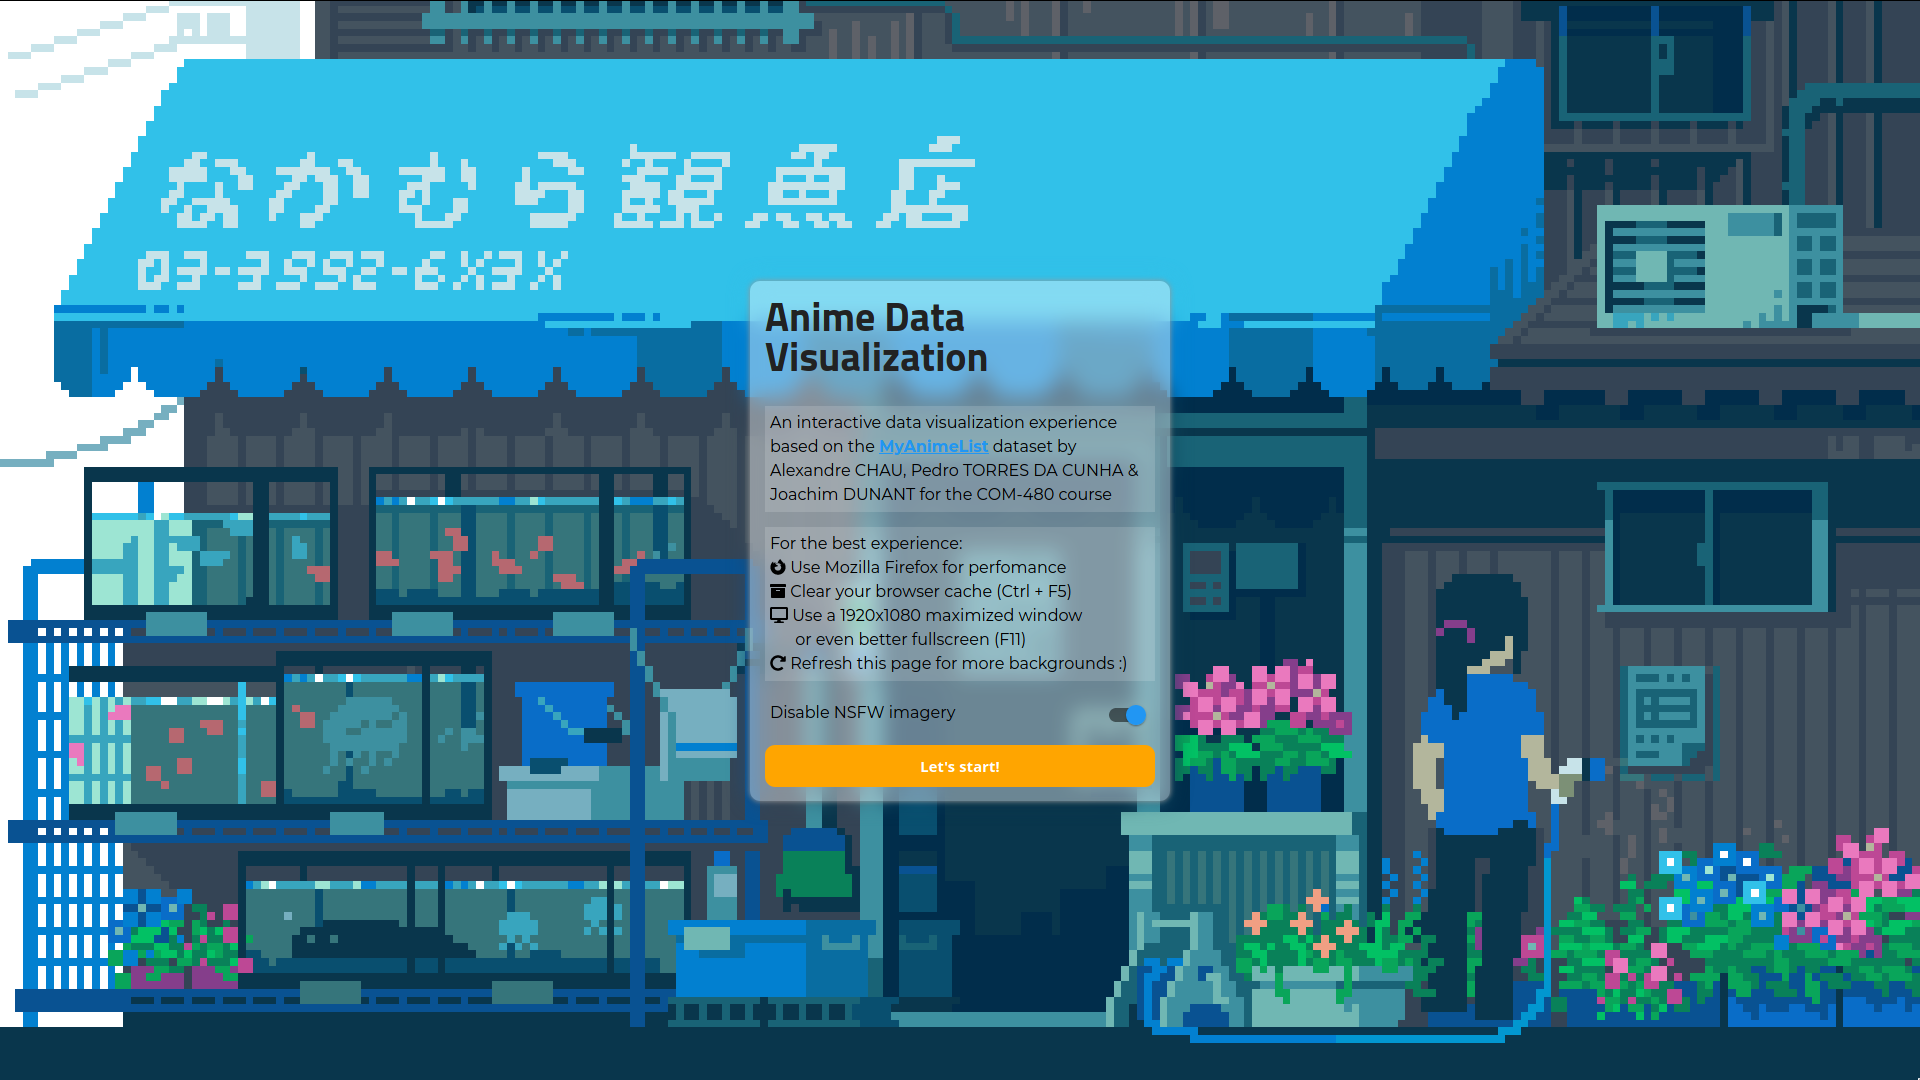 なかむら観魚店
03-3992-6X3X
Anime Data
Visualization
An interactive data visualization experience
based on the MyAnimeList dataset by
Alexandre CHAU, Pedro TORRES DA CUNHA &
Joachim DUNANT for the COM-480 course
For the best experience:
Use Mozilla Firefox for perfomance
Clear your browser cache (Ctrl + F5)
Use a 1920x1080 maximized window
or even better fullscreen (F11)
Refresh this page for more backgrounds :)
Disable NSFW imagery
Let's start!